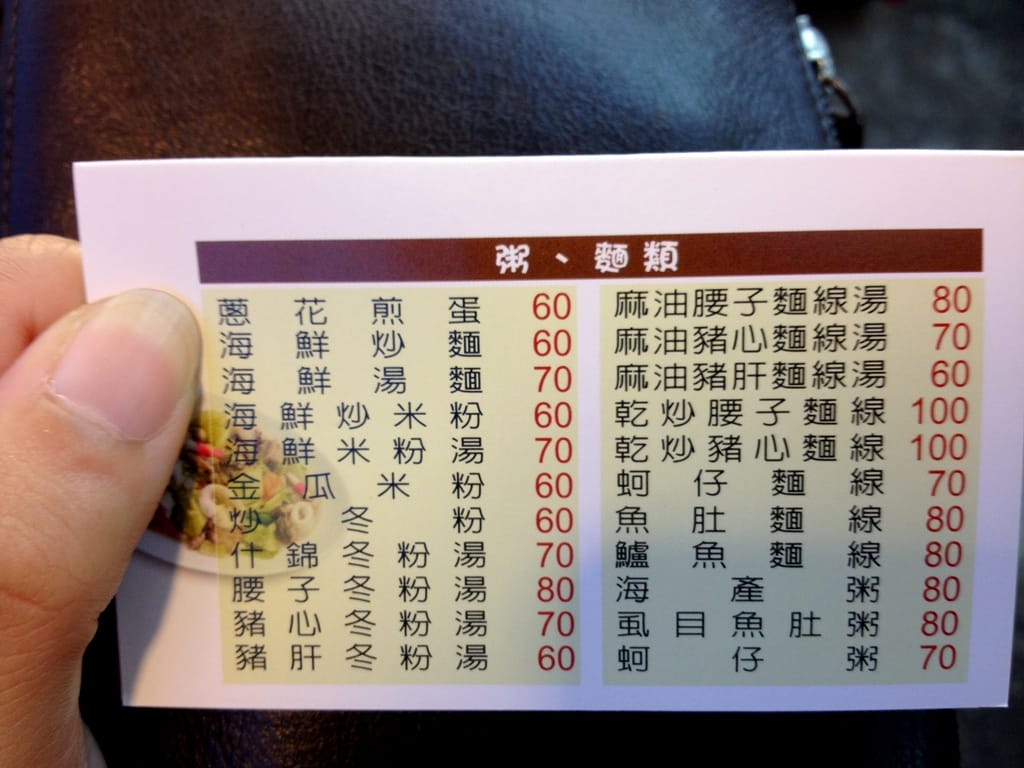 粥、麵類
蔥花煎蛋 60
海鮮炒麵 60
海鮮湯麵 70
海鮮炒米粉 60
海鮮米粉湯 70
金瓜米粉 60
炒冬粉 60
什錦冬粉湯 70
腰子冬粉湯 80
豬心冬粉湯 70
豬肝冬粉湯 60
麻油腰子麵線湯 80
麻油豬心麵線湯 70
麻油豬肝麵線湯 60
乾炒腰子麵線 100
乾炒豬心麵線 100
蚵仔麵線 70
魚肚麵線 80
鱸魚麵線 80
海產粥 80
虱目魚肚粥 80
蚵仔粥 70